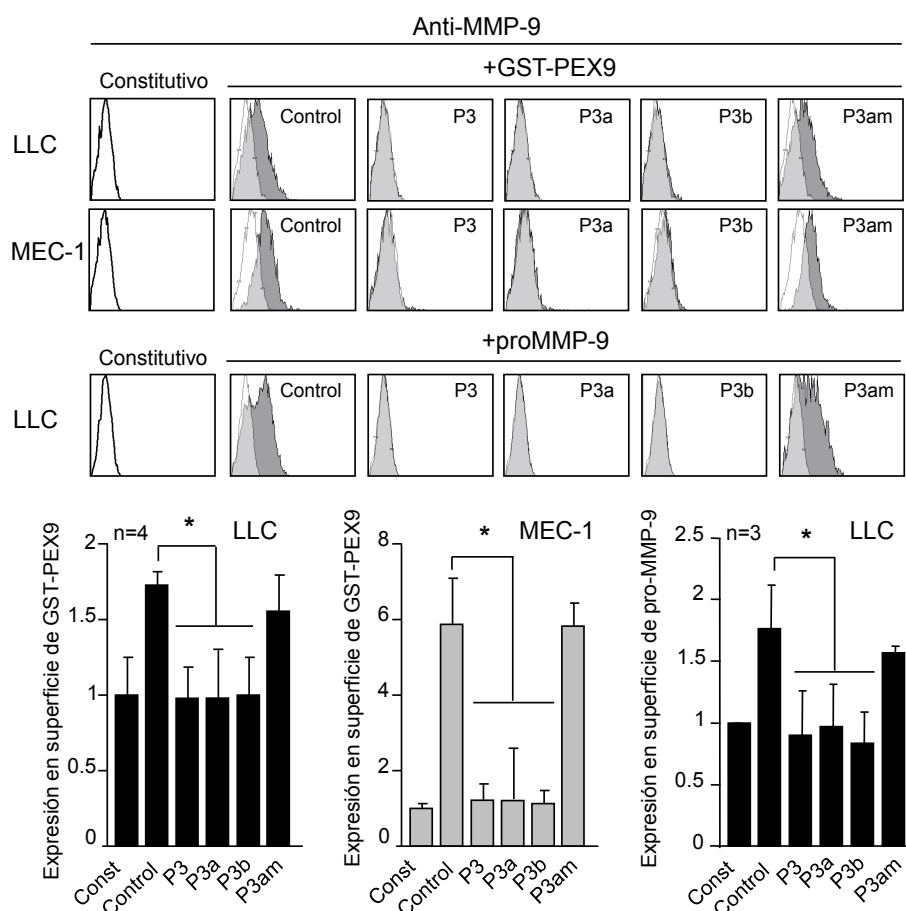 Anti-MMP-9
+GST-PEX9
Constitutivo
LLC
Control
P3
P3a
P3b
P3am
MEC-1
Control
P3
P3a
P3b
P3am
+proMMP-9
Constitutivo
LLC
Control
P3
P3a
P3b
P3am
Expresión en superficie de GST-PEX9
n=4
*
LLC
2
1.5
1
0.5
0
Const
Control
P3
P3a
P3b
P3am
Expresión en superficie de GST-PEX9
*
MEC-1
8
6
4
2
0
Const
Control
P3
P3a
P3b
P3am
Expresión en superficie de pro-MMP-9
n=3
*
LLC
2.5
2
1.5
1
0.5
0
Const
Control
P3
P3a
P3b
P3am